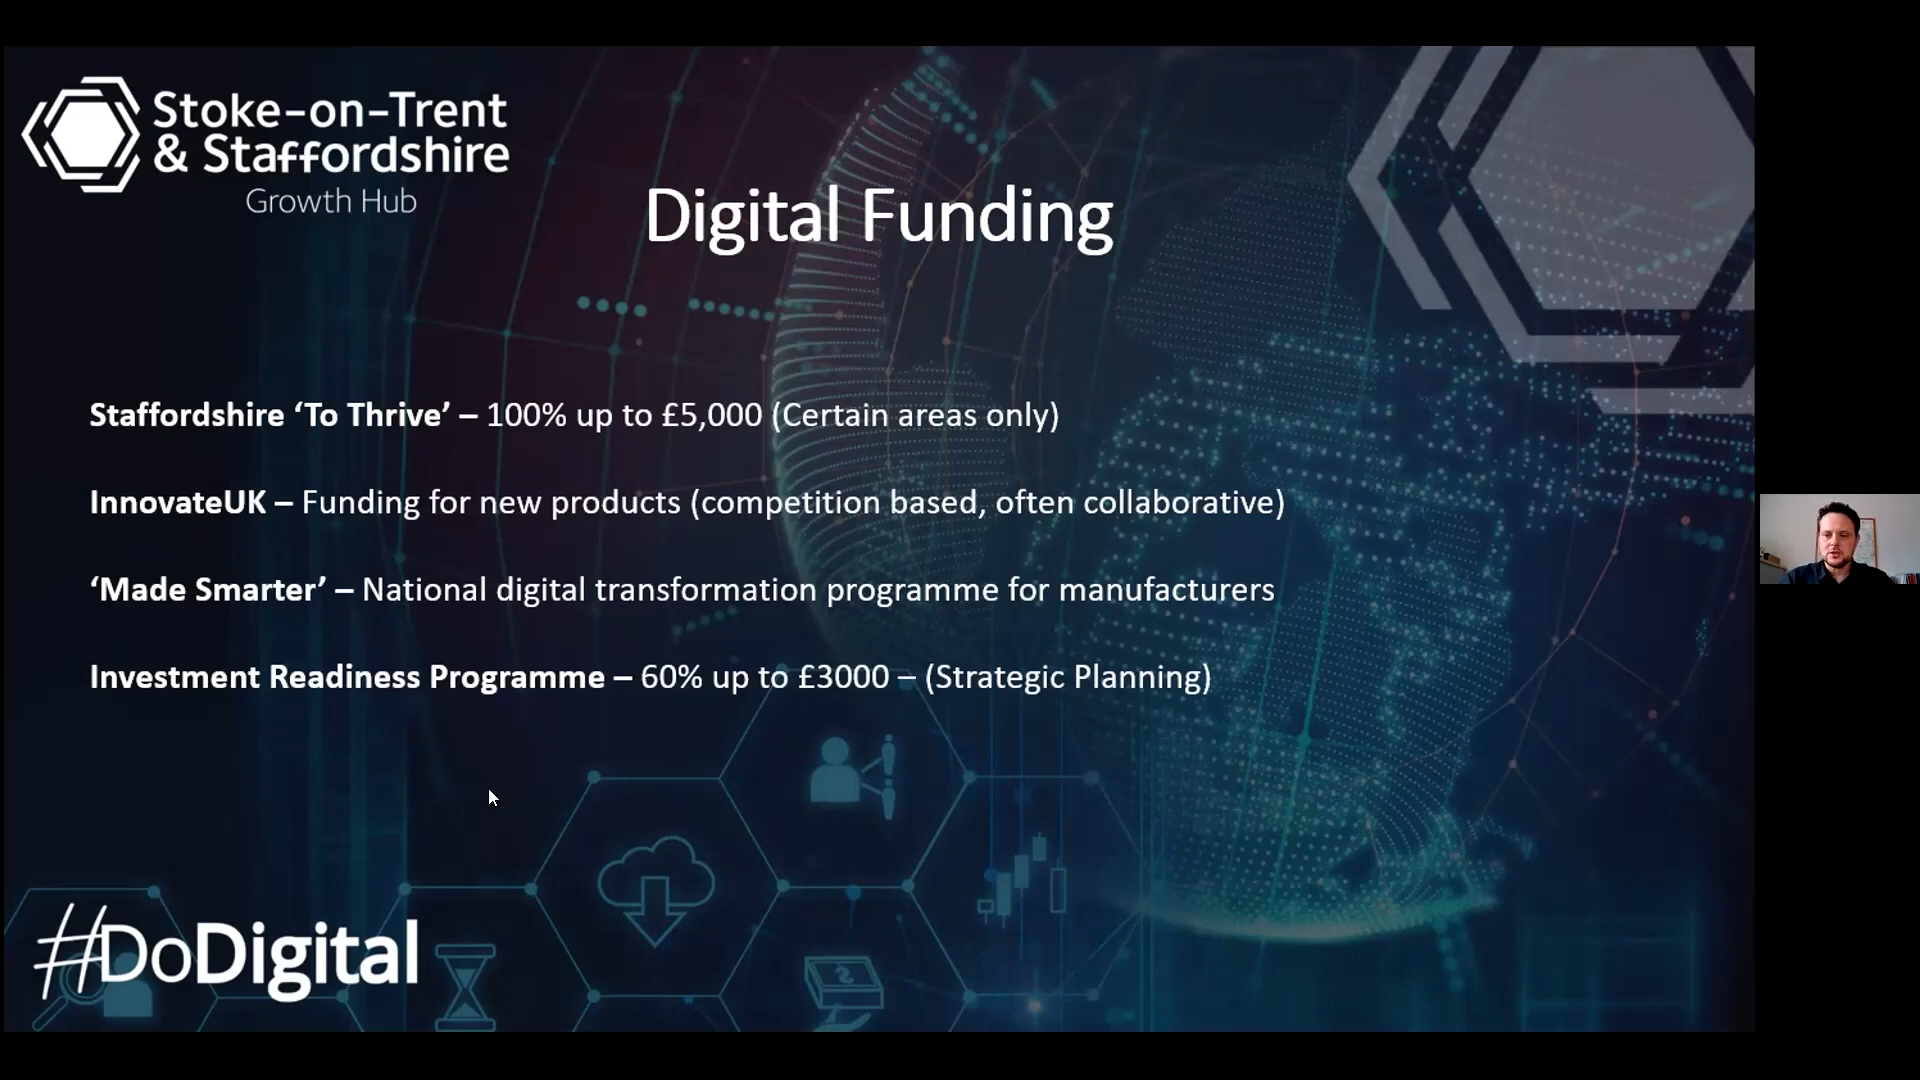 Stoke-on-Trent
& Staffordshire
Growth Hub
Digital Funding
Staffordshire ‘To Thrive’ – 100% up to £5,000 (Certain areas only)
InnovateUK – Funding for new products (competition based, often collaborative)
‘Made Smarter’ – National digital transformation programme for manufacturers
Investment Readiness Programme – 60% up to £3000 – (Strategic Planning)
#DoDigital